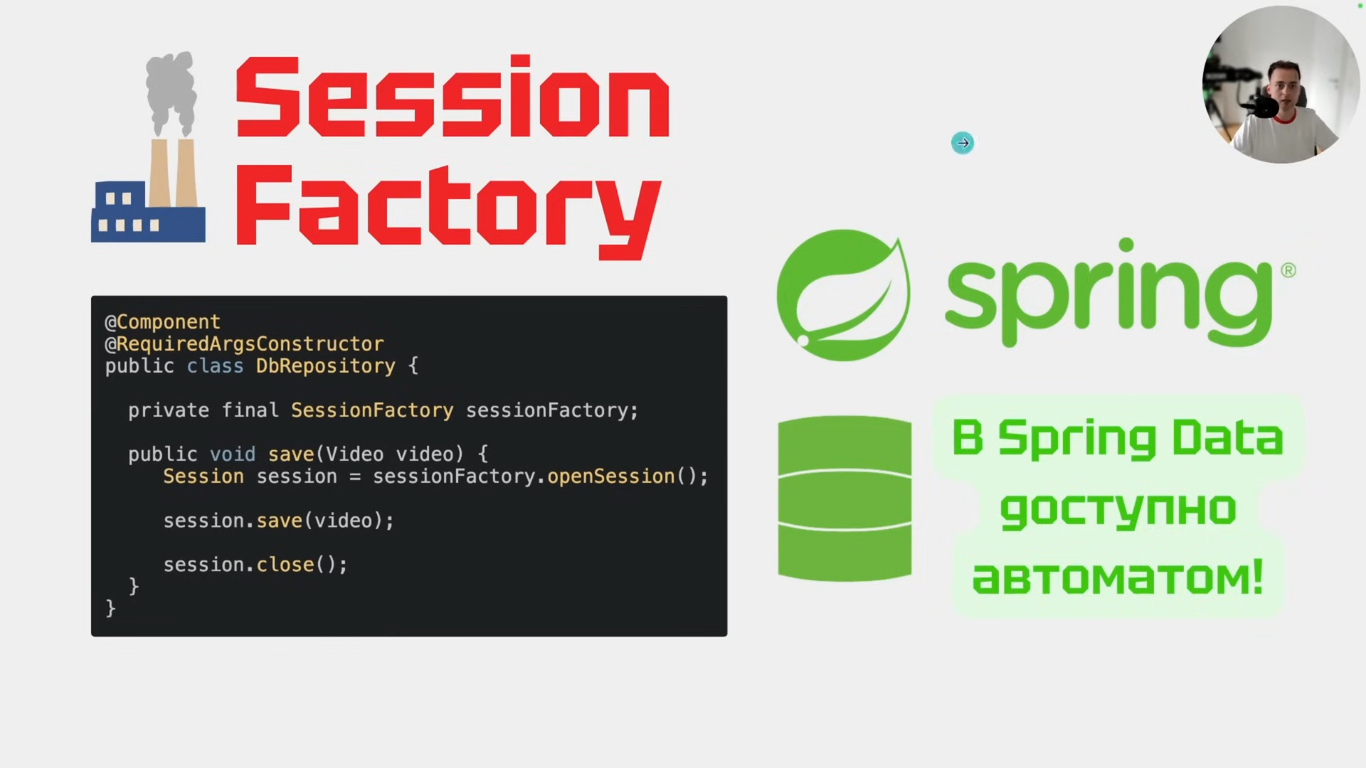 Session
Factory
@Component
@RequiredArgsConstructor
public class DbRepository {
private final SessionFactory sessionFactory;
public void save(Video video) {
Session session = sessionFactory.openSession();
session.save(video);
session.close();
}
}
spring®
В Spring Data
доступно
автоматом!